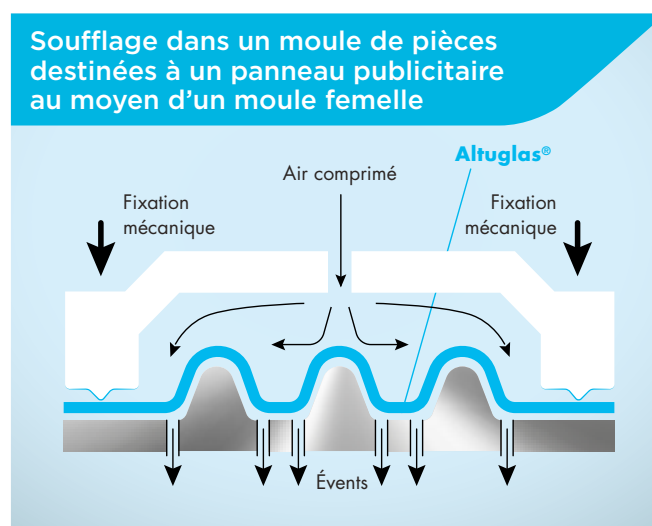 Soufflage dans un moule de pièces
destinées à un panneau publicitaire
au moyen d’un moule femelle
Altuglas®
Air comprimé
Fixation
mécanique
Fixation
mécanique
Évents